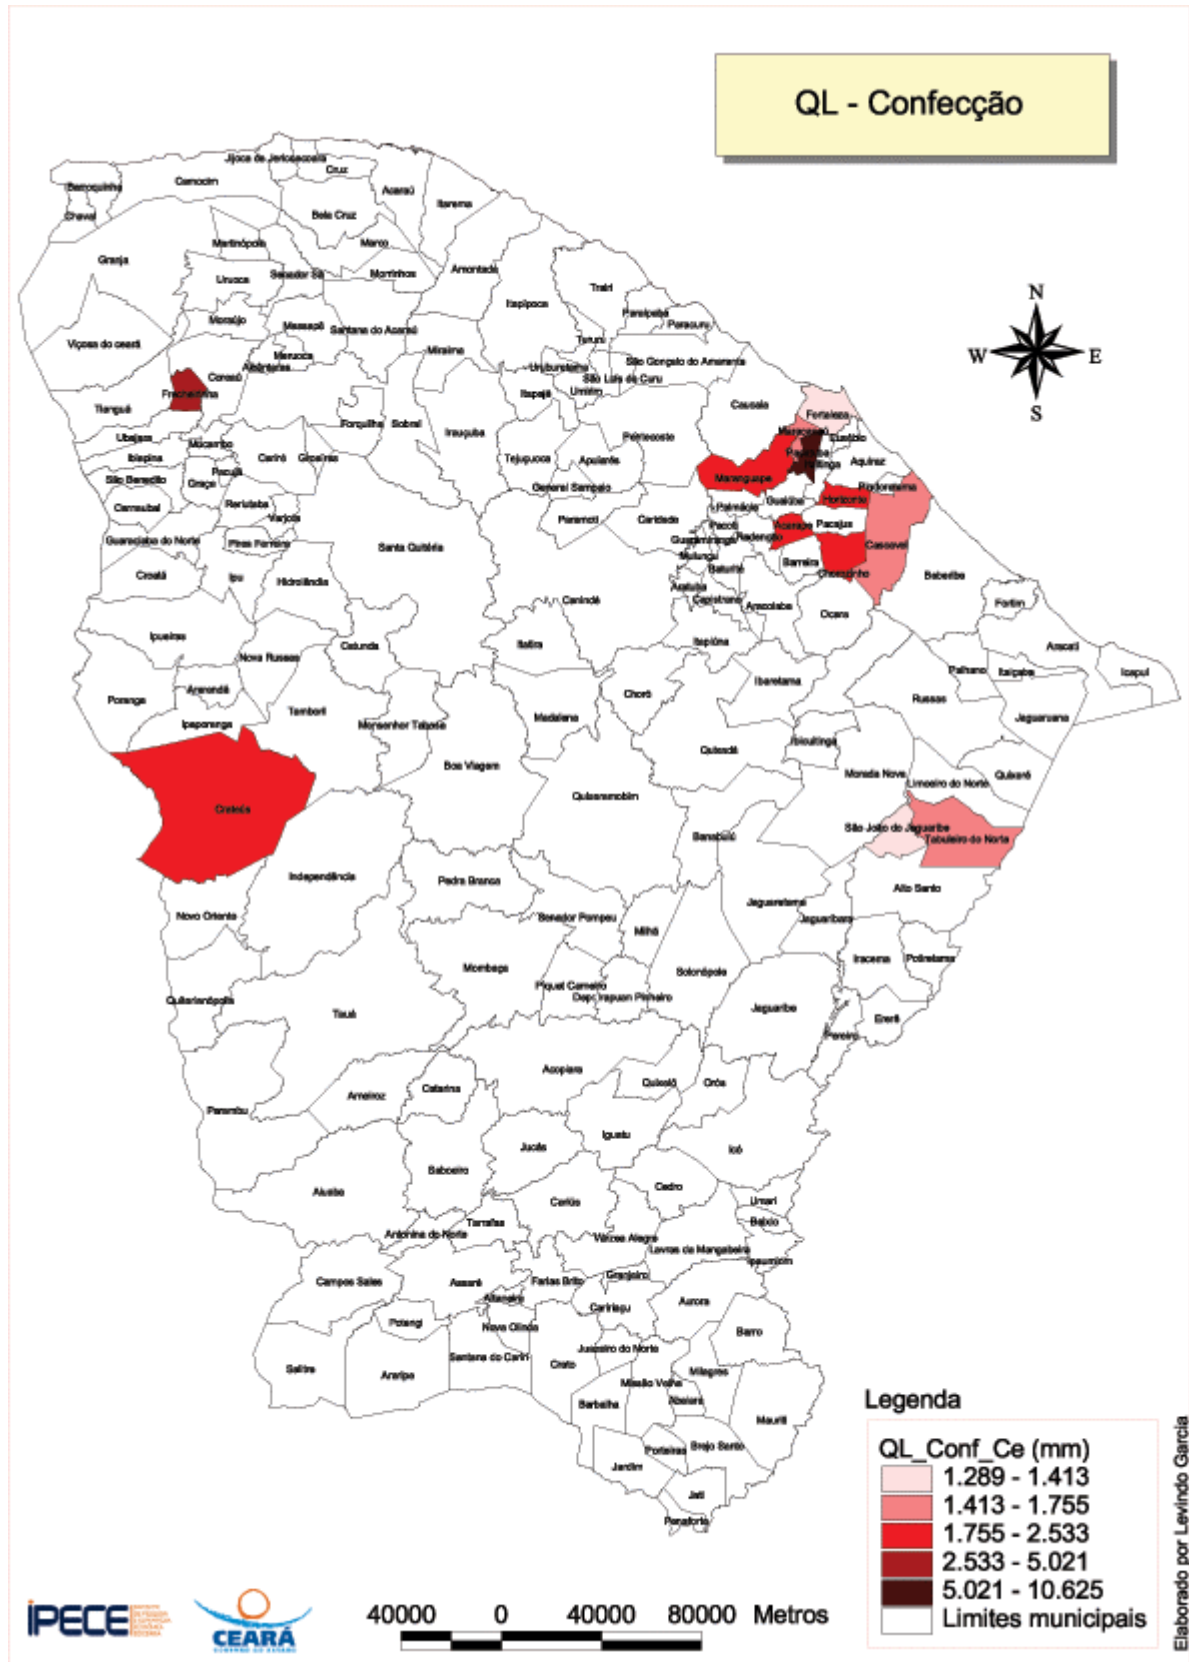 QL - Confecção
N
W
E
S
Jijoca de Jericoacoara
Cruz
Barroquinha
Camocim
Acaraú
Itarema
Chaval
Bela Cruz
Martinópole
Marco
Granja
Uruoca
Senador Sá
Morrinhos
Amontada
Trairi
Itapipoca
Paraipaba
Paracuru
Moraújo
Massapê
Santana do Acaraú
Viçosa do ceará
Miraíma
Tururu
São Gonçalo do Amarante
Meruoca
Alcântaras
Coreaú
Uruburetama
São Luís do Curu
Frecheirinha
Itapajé
Umirim
Caucaia
Tianguá
Fortaleza
Forquilha
Sobral
Irauçuba
Pentecoste
Maracanaú
Eusébio
Ubajara
Mucambo
Ibiapina
Cariré
Groaíras
Tejuçuoca
Apuiarés
Pacatuba
Itaitinga
Aquiraz
São Benedito
Pacujá
Graça
General Sampaio
Maranguape
Pindoretama
Carnaubal
Reriutaba
Varjota
Paramoti
Caridade
Palmácia
Guaiúba
Horizonte
Guaraciaba do Norte
Pires Ferreira
Santa Quitéria
Pacoti
Redenção
Acarape
Pacajus
Cascavel
Guaramiranga
Mulungu
Baturité
Barreira
Chorozinho
Croatá
Ipu
Hidrolândia
Aratuba
Capistrano
Aracoiaba
Ocara
Beberibe
Fortim
Canindé
Ipueiras
Nova Russas
Catunda
Itatira
Itapiúna
Aracati
Ararendá
Choró
Ibaretama
Palhano
Itaiçaba
Icapuí
Poranga
Tamboril
Russas
Jaguaruana
Ipaporanga
Monsenhor Tabosa
Madalena
Boa Viagem
Quixadá
Ibicuitinga
Morada Nova
Limoeiro do Norte
Quixeré
Crateús
Quixeramobim
Banabuiú
São João do Jaguaribe
Tabuleiro do Norte
Independência
Pedra Branca
Alto Santo
Novo Oriente
Senador Pompeu
Milhã
Jaguaretama
Jaguaribara
Mombaça
Solonópole
Iracema
Potiretama
Piquet Carneiro
Quiterianópolis
Dep. Irapuan Pinheiro
Tauá
Jaguaribe
Ererê
Pereiro
Acopiara
Quixelô
Orós
Catarina
Arneiroz
Parambu
Iguatu
Jucás
Icó
Saboeiro
Cedro
Aiuaba
Cariús
Umari
Tarrafas
Baixio
Antonina do Norte
Várzea Alegre
Lavras da Mangabeira
Ipaumirim
Campos Sales
Assaré
Farias Brito
Granjeiro
Altaneira
Caririaçu
Aurora
Potengi
Nova Olinda
Barro
Juazeiro do Norte
Santana do Cariri
Crato
Salitre
Araripe
Milagres
Missão Velha
Barbalha
Abaiara
Mauriti
Porteiras
Brejo Santo
Jardim
Jati
Penaforte
Legenda
QL_Conf_Ce (mm)
1.289 - 1.413
1.413 - 1.755
1.755 - 2.533
2.533 - 5.021
5.021 - 10.625
Limites municipais
Elaborado por Levindo Garcia
IPECE
CEARÁ
GOVERNO DO ESTADO
40000 0 40000 80000 Metros